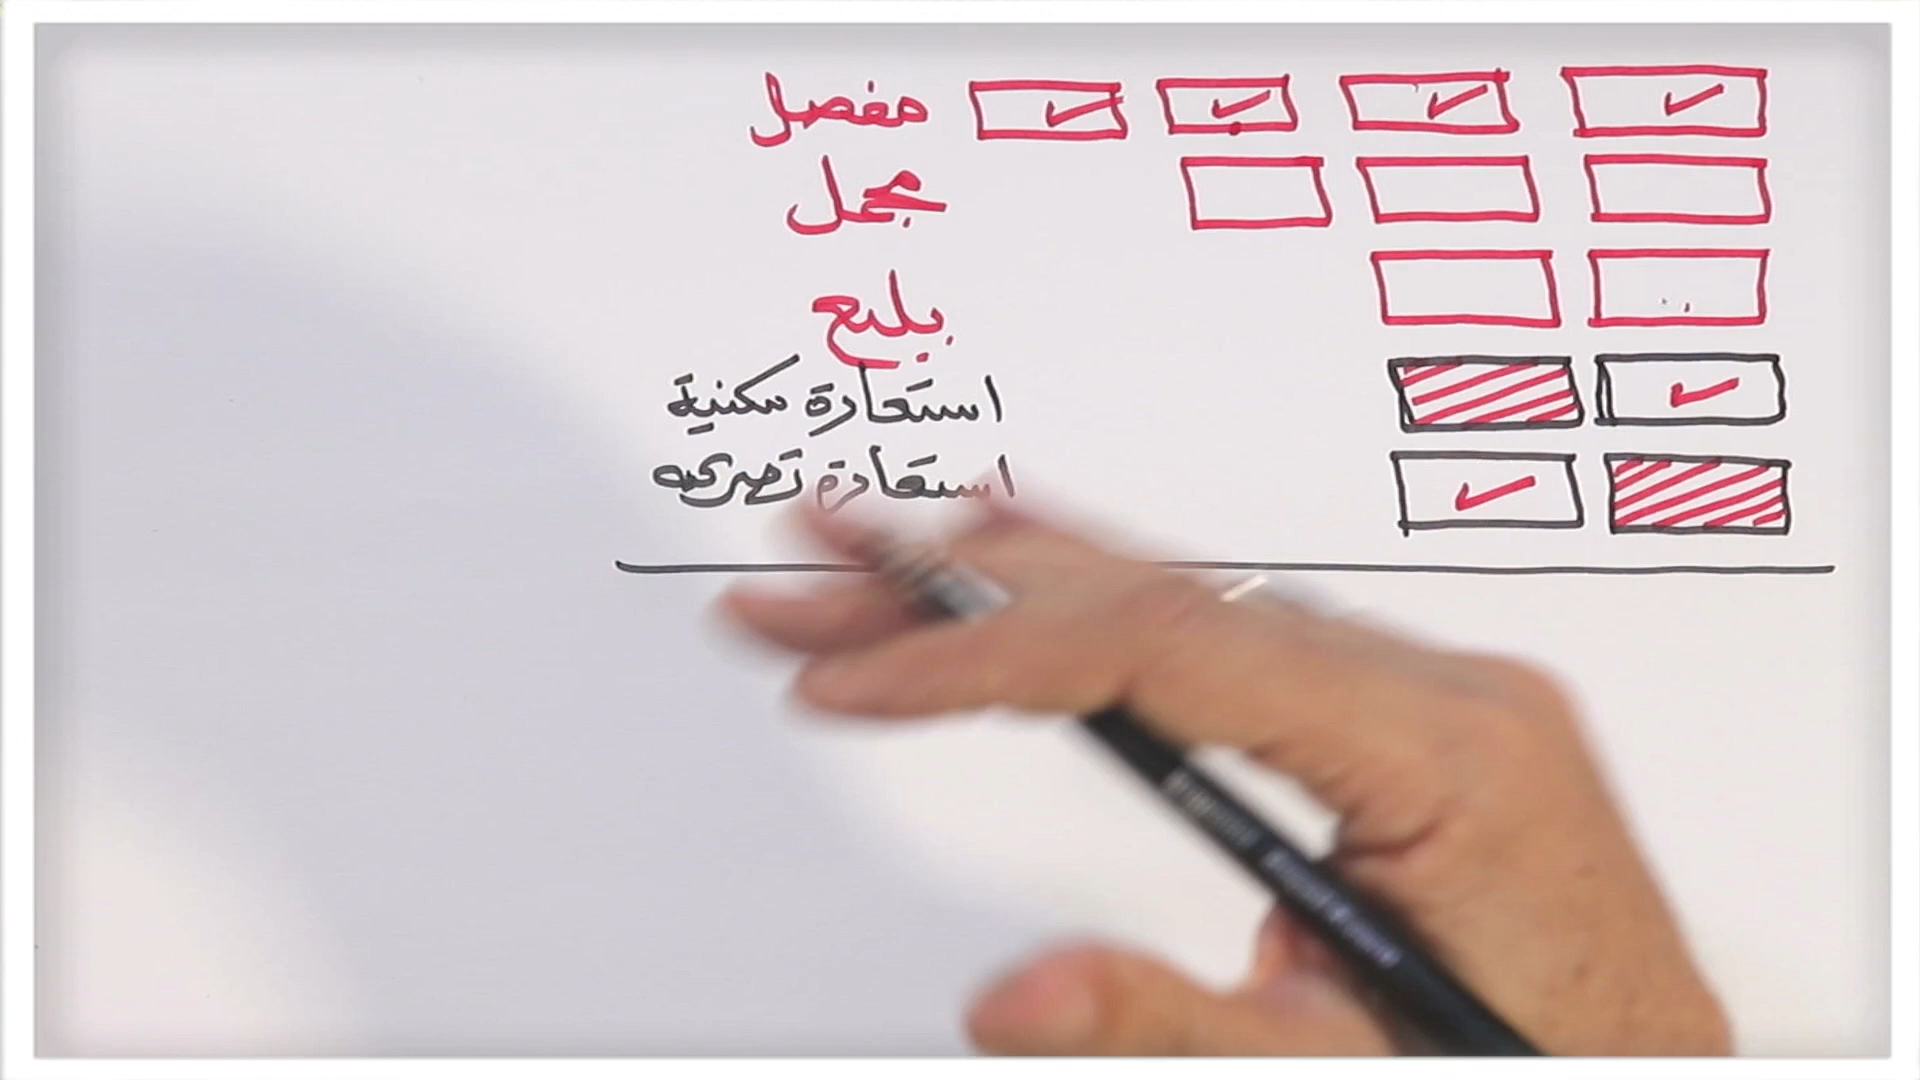 مفصل
مجمل
بليغ
استعارة مكنية
استعارة تصريحية